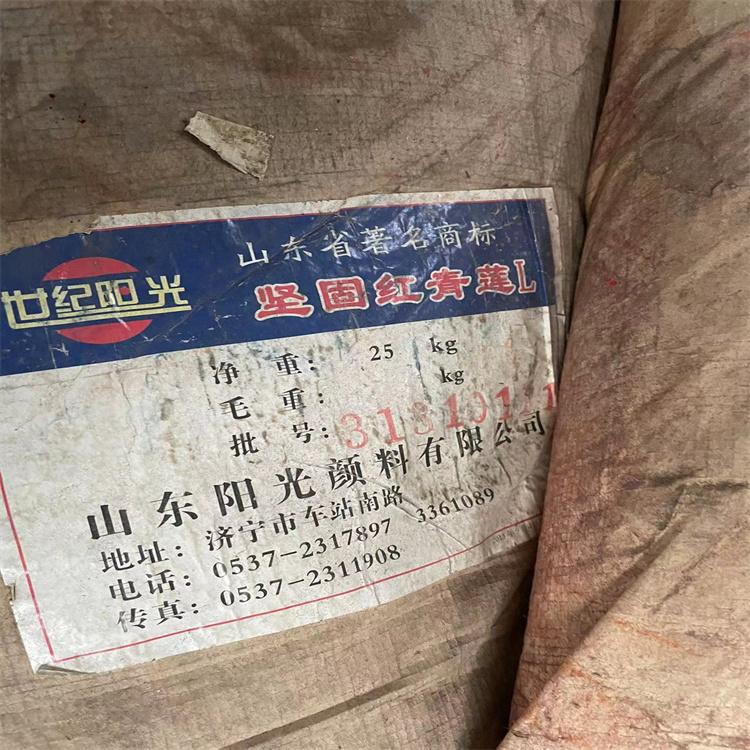 山东省著名商标
世纪阳光
坚固红青莲L
净 重: 25 kg
毛 重: kg
批 号:
山东阳光颜料有限公司
地址: 济宁市车站南路
电话: 0537-2317897 3361089
传真: 0537-2311908